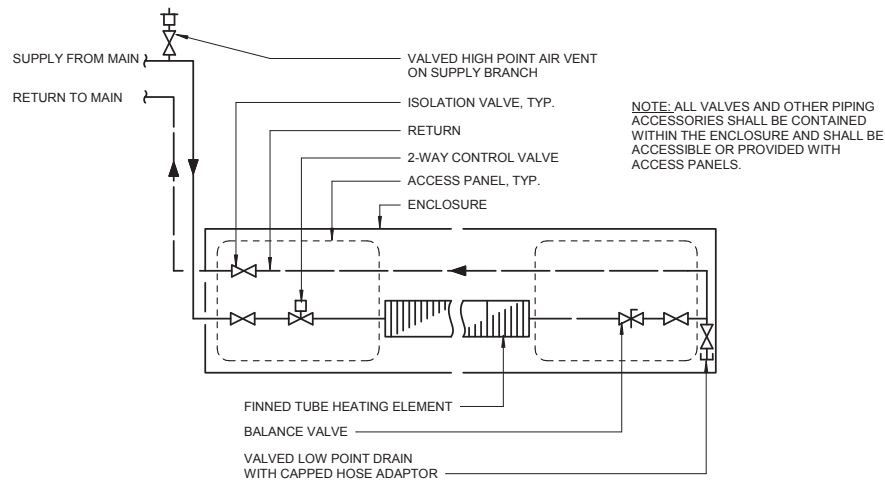 SUPPLY FROM MAIN
RETURN TO MAIN
VALVED HIGH POINT AIR VENT
ON SUPPLY BRANCH
ISOLATION VALVE, TYP.
RETURN
2-WAY CONTROL VALVE
ACCESS PANEL, TYP.
ENCLOSURE
NOTE: ALL VALVES AND OTHER PIPING
ACCESSORIES SHALL BE CONTAINED
WITHIN THE ENCLOSURE AND SHALL BE
ACCESSIBLE OR PROVIDED WITH
ACCESS PANELS.
FINNED TUBE HEATING ELEMENT
BALANCE VALVE
VALVED LOW POINT DRAIN
WITH CAPPED HOSE ADAPTOR